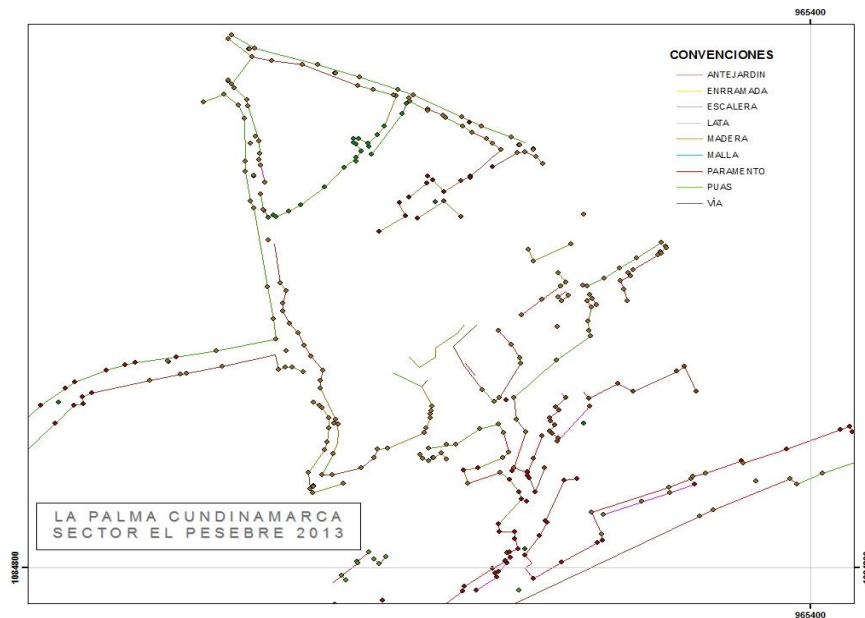 965400
CONVENCIONES
ANTEJARDIN
ENRRAMADA
ESCALERA
LATA
MADERA
MALLA
PARAMENTO
PUAS
VÍA
LA PALMA CUNDINAMARCA
SECTOR EL PESEBRE 2013
1084800
1084800
965400